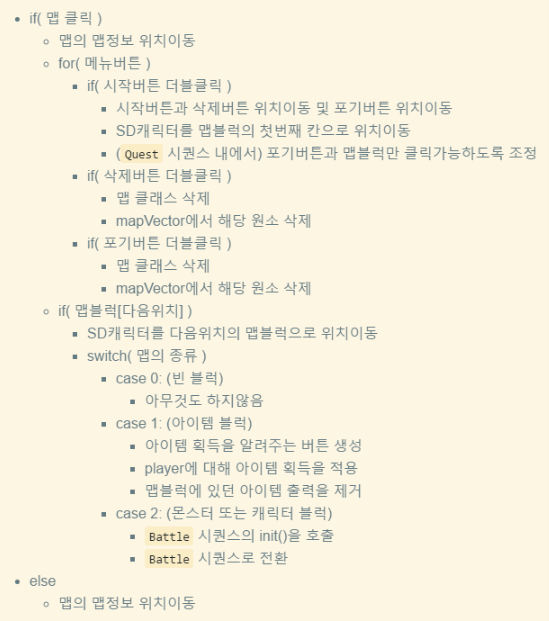 if( 맵 클릭 )
맵의 맵정보 위치이동
for( 메뉴버튼 )
if( 시작버튼 더블클릭 )
시작버튼과 삭제버튼 위치이동 및 포기버튼 위치이동
SD캐릭터를 맵블럭의 첫번째 칸으로 위치이동
( Quest 시퀀스 내에서) 포기버튼과 맵블럭만 클릭가능하도록 조정
if( 삭제버튼 더블클릭 )
맵 클래스 삭제
mapVector에서 해당 원소 삭제
if( 포기버튼 더블클릭 )
맵 클래스 삭제
mapVector에서 해당 원소 삭제
if( 맵블럭[다음위치] )
SD캐릭터를 다음위치의 맵블럭으로 위치이동
switch( 맵의 종류 )
case 0: (빈 블럭)
아무것도 하지않음
case 1: (아이템 블럭)
아이템 획득을 알려주는 버튼 생성
player에 대해 아이템 획득을 적용
맵블럭에 있던 아이템 출력을 제거
case 2: (몬스터 또는 캐릭터 블럭)
Battle 시퀀스의 init()을 호출
Battle 시퀀스로 전환
else
맵의 맵정보 위치이동